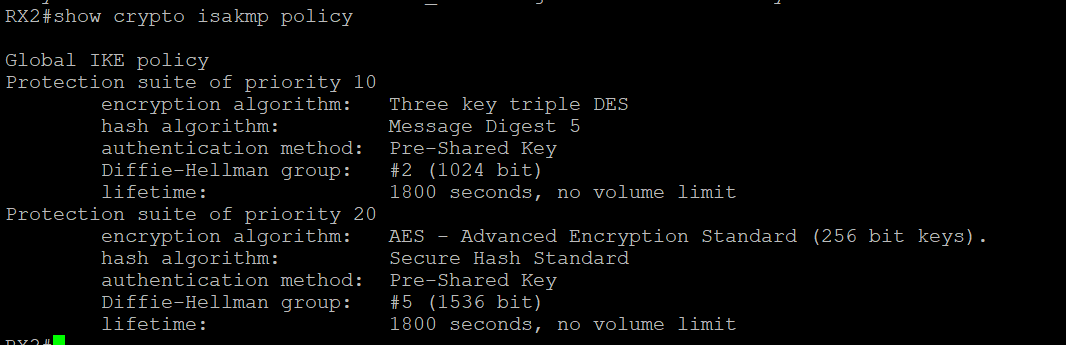 RX2#show crypto isakmp policy
Global IKE policy
Protection suite of priority 10
encryption algorithm: Three key triple DES
hash algorithm: Message Digest 5
authentication method: Pre-Shared Key
Diffie-Hellman group: #2 (1024 bit)
lifetime: 1800 seconds, no volume limit
Protection suite of priority 20
encryption algorithm: AES - Advanced Encryption Standard (256 bit keys).
hash algorithm: Secure Hash Standard
authentication method: Pre-Shared Key
Diffie-Hellman group: #5 (1536 bit)
lifetime: 1800 seconds, no volume limit
RX2#